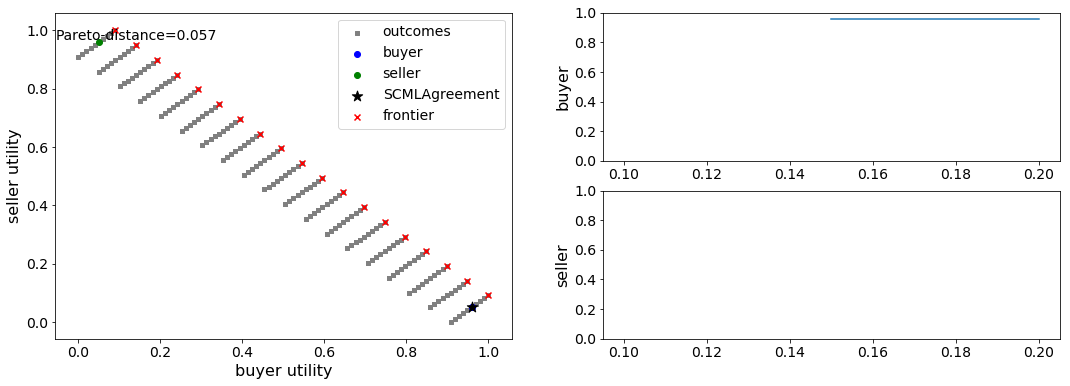 Pareto-distance=0.057
outcomes
buyer
seller
SCMLAgreement
frontier
seller utility
1.0
0.8
0.6
0.4
0.2
0.0
0.0 0.2 0.4 0.6 0.8 1.0
buyer utility
buyer
1.0
0.8
0.6
0.4
0.2
0.0
0.10 0.12 0.14 0.16 0.18 0.20
seller
1.0
0.8
0.6
0.4
0.2
0.0
0.10 0.12 0.14 0.16 0.18 0.20